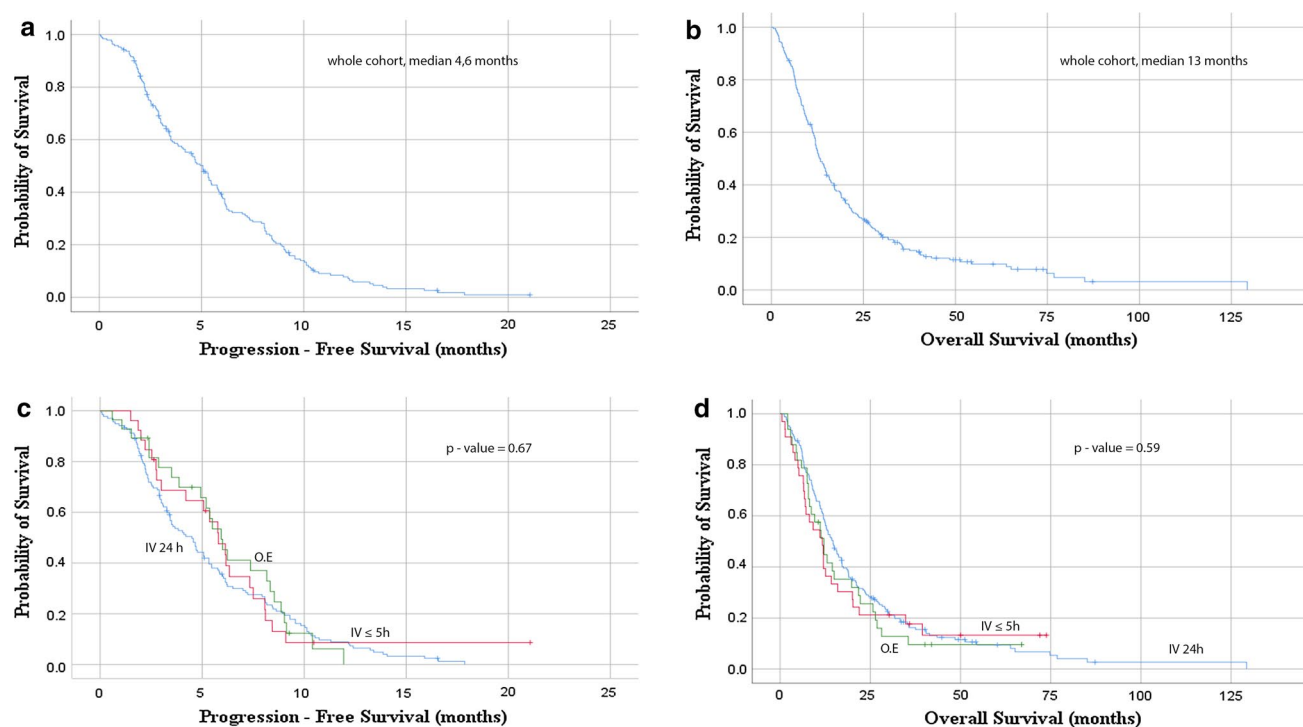 a
1.0
0.8
0.6
0.4
0.2
0.0
Probability of Survival
whole cohort, median 4,6 months
0 5 10 15 20 25
Progression - Free Survival (months)
b
1.0
0.8
0.6
0.4
0.2
0.0
Probability of Survival
whole cohort, median 13 months
0 25 50 75 100 125
Overall Survival (months)
c
1.0
0.8
0.6
0.4
0.2
0.0
Probability of Survival
p - value = 0.67
IV 24 h
O.E
IV ≤ 5h
0 5 10 15 20 25
Progression - Free Survival (months)
d
1.0
0.8
0.6
0.4
0.2
0.0
Probability of Survival
p - value = 0.59
IV ≤ 5h
O.E
IV 24h
0 25 50 75 100 125
Overall Survival (months)